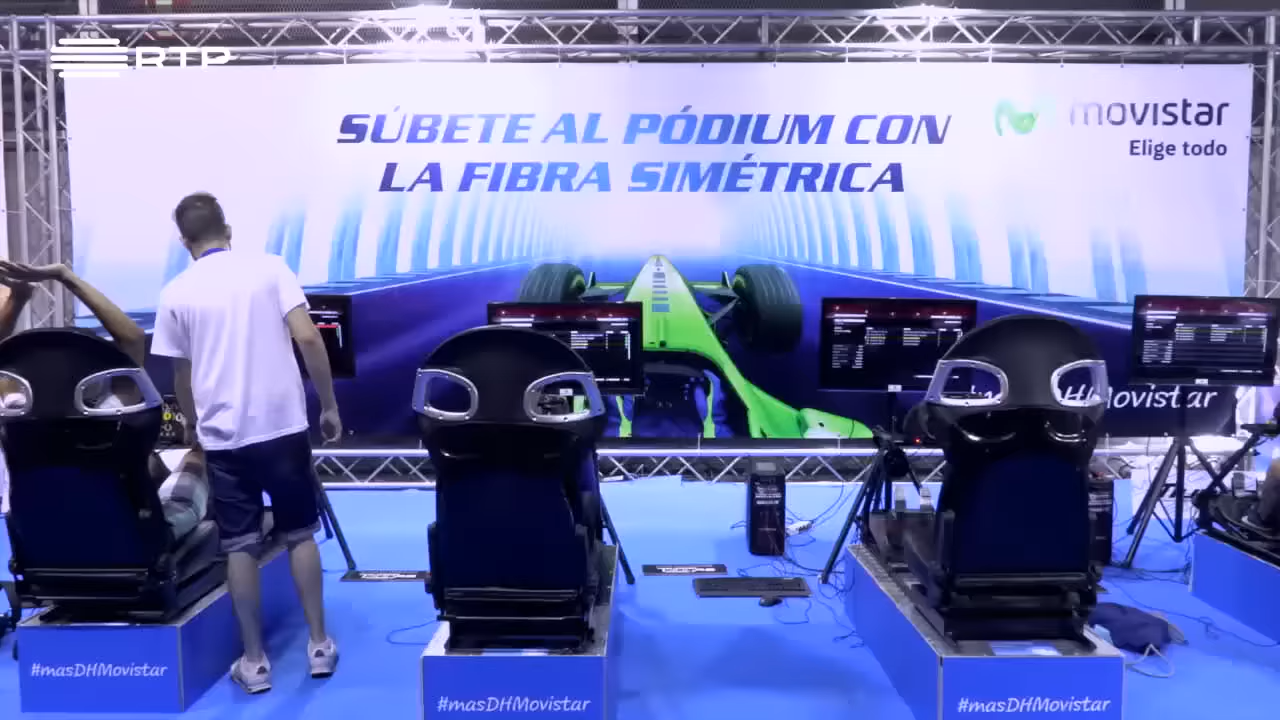 RTP
SÚBETE AL PÓDIUM CON
LA FIBRA SIMÉTRICA
movistar
Elige todo
#masDHMovistar
#masDHMovistar
#masDHMovistar